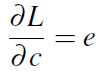 ∂L/∂c = e